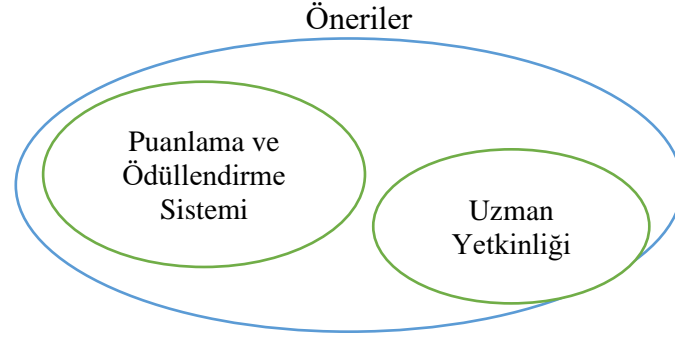 Öneriler
Puanlama ve
Ödüllendirme
Sistemi
Uzman
Yetkinliği